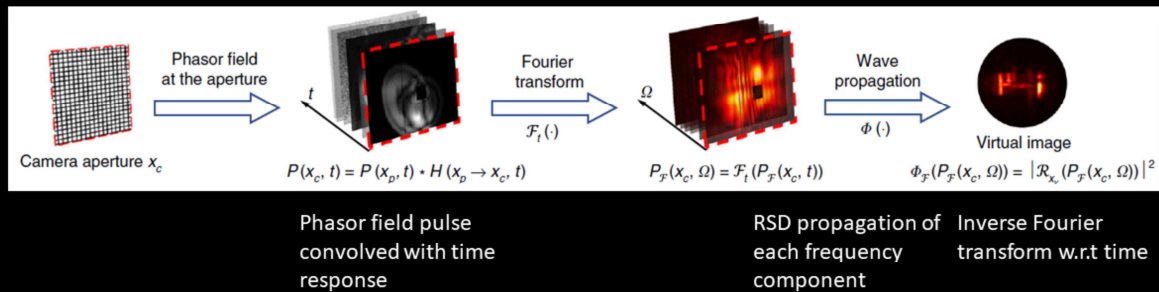 Phasor field
at the aperture
Fourier
transform
Wave
propagation
t
Ω
ℱ_t (·)
Φ (·)
Camera aperture x_c
Virtual image
P(x_c, t) = P (x_p, t) ⋆ H (x_p → x_c, t)
P_ℱ(x_c, Ω) = ℱ_t (P_ℱ(x_c, t))
Φ_ℱ(P_ℱ(x_c, Ω)) = |ℛ_{x_v}(P_ℱ(x_c, Ω))|²
Phasor field pulse
convolved with time
response
RSD propagation of
each frequency
component
Inverse Fourier
transform w.r.t time